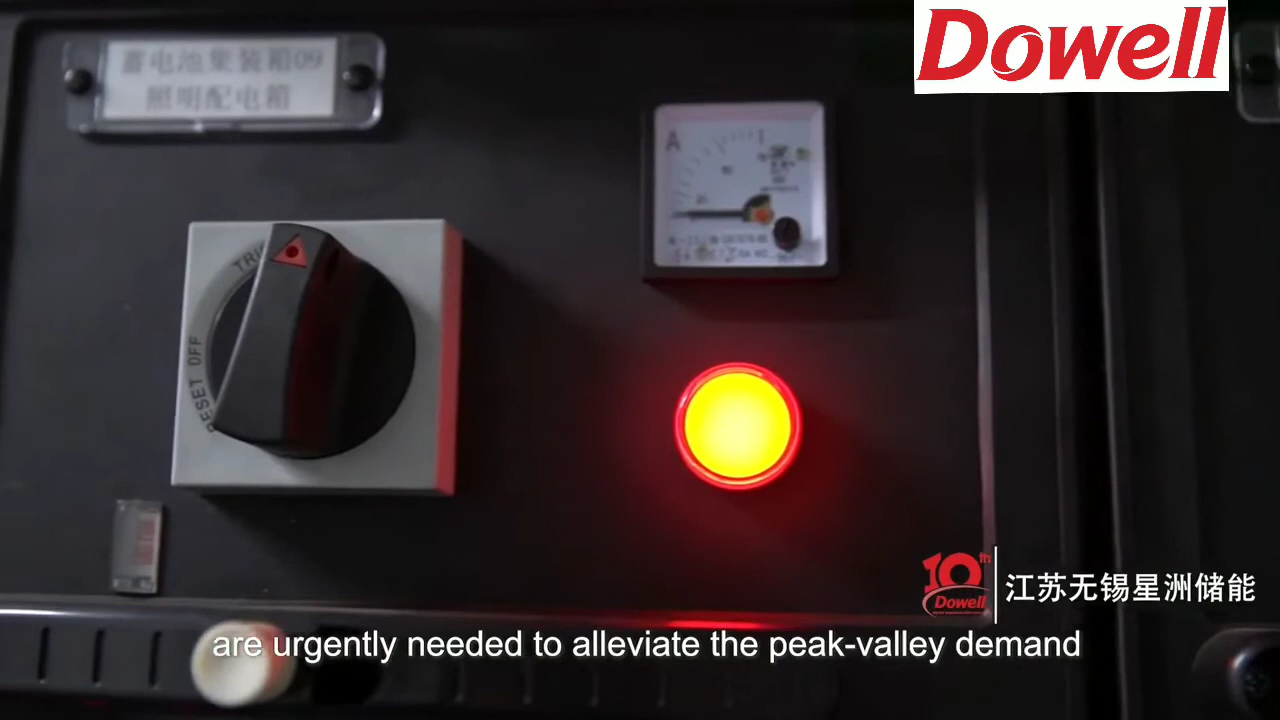 Dowell
蓄电池集装箱09
照明配电箱
A
RESET OFF
10th
Dowell
江苏无锡星洲储能
are urgently needed to alleviate the peak-valley demand